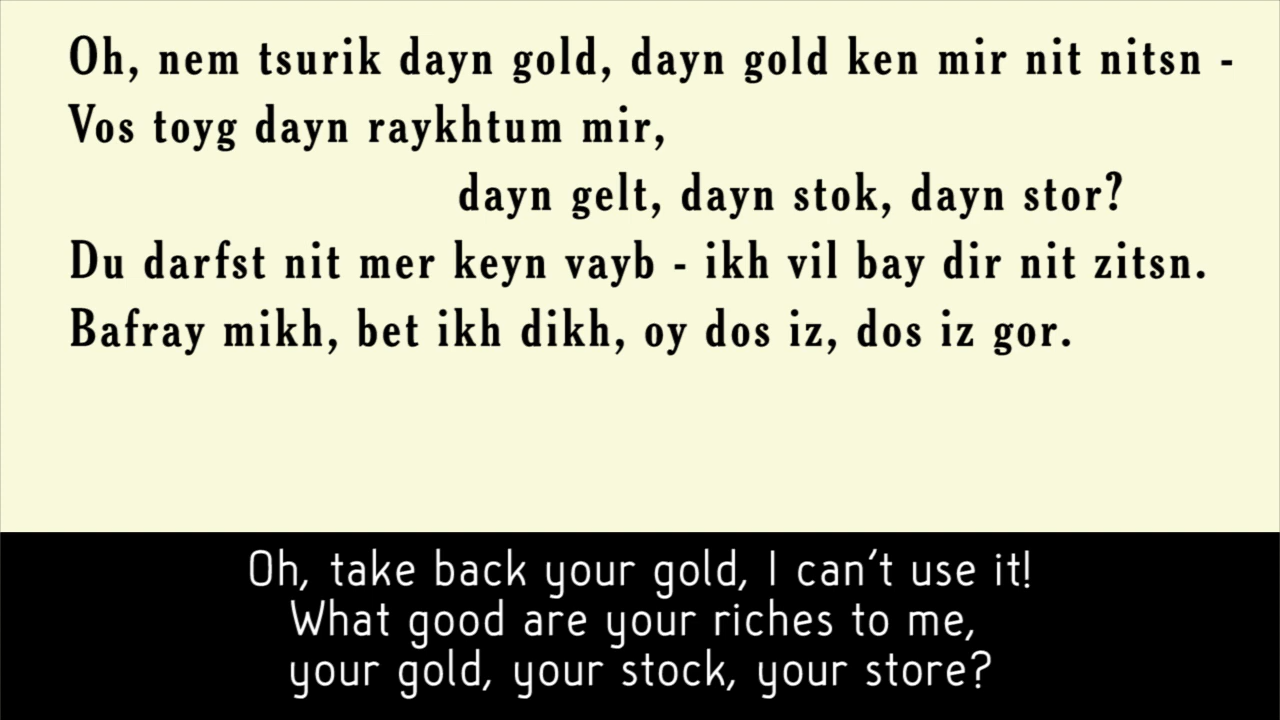 Oh, nem tsurik dayn gold, dayn gold ken mir nit nitsn -
Vos toyg dayn raykhtum mir,
dayn gelt, dayn stok, dayn stor?
Du darfst nit mer keyn vayb - ikh vil bay dir nit zitsn.
Bafray mikh, bet ikh dikh, oy dos iz, dos iz gor.
Oh, take back your gold, I can't use it!
What good are your riches to me,
your gold, your stock, your store?